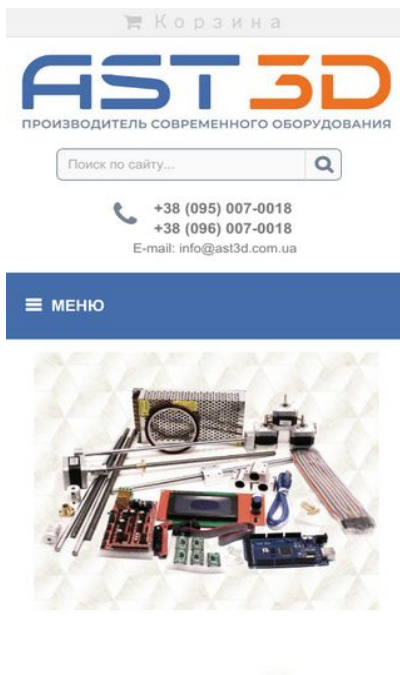 Корзина
AST3D
ПРОИЗВОДИТЕЛЬ СОВРЕМЕННОГО ОБОРУДОВАНИЯ
Поиск по сайту...
+38 (095) 007-0018
+38 (096) 007-0018
E-mail: info@ast3d.com.ua
МЕНЮ